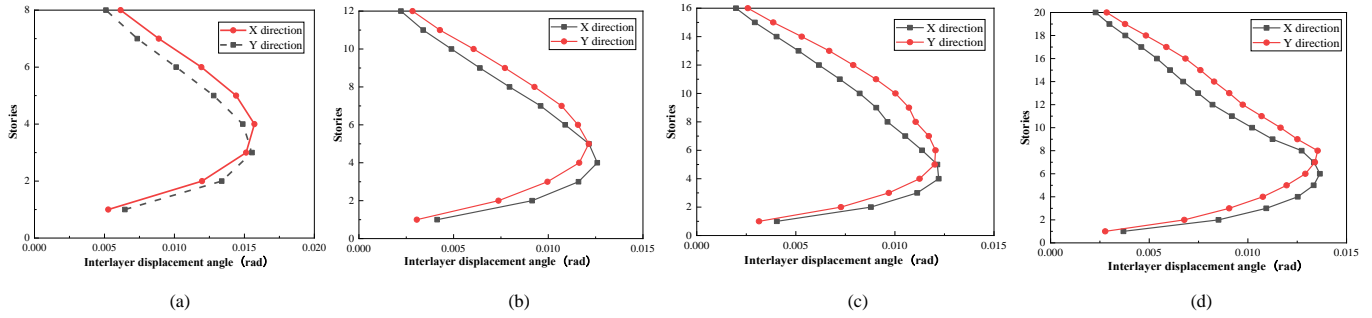 8
6
4
2
0
Stories
X direction
Y direction
0.000
0.005
0.010
0.015
0.020
Interlayer displacement angle (rad)
(a)
12
10
8
6
4
2
0
Stories
X direction
Y direction
0.000
0.005
0.010
0.015
Interlayer displacement angle (rad)
(b)
16
14
12
10
8
6
4
2
0
Stories
X direction
Y direction
0.000
0.005
0.010
0.015
Interlayer displacement angle (rad)
(c)
20
18
16
14
12
10
8
6
4
2
0
Stories
X direction
Y direction
0.000
0.005
0.010
0.015
Interlayer displacement angle (rad)
(d)